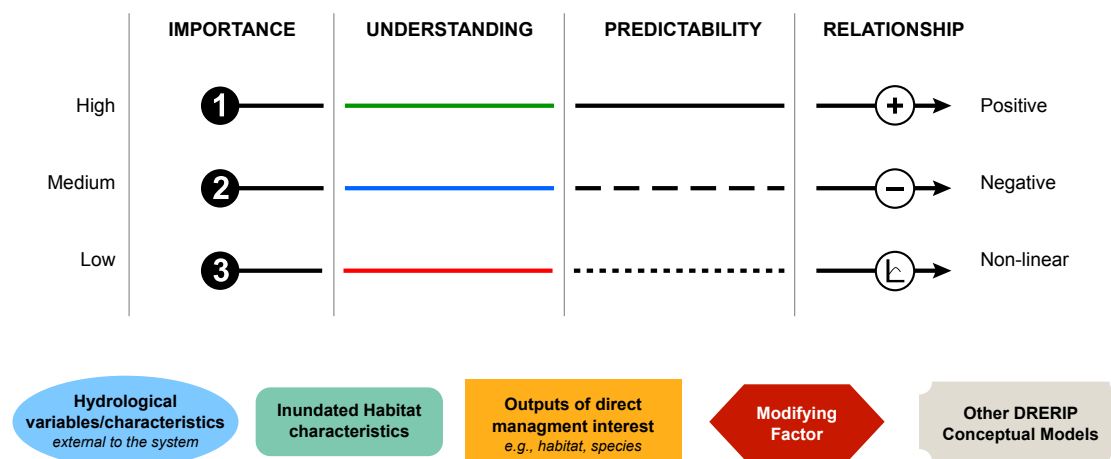 IMPORTANCE UNDERSTANDING PREDICTABILITY RELATIONSHIP
High 1 + Positive
Medium 2 − Negative
Low 3 Non-linear
Hydrological
variables/characteristics
external to the system
Inundated Habitat
characteristics
Outputs of direct
managment interest
e.g., habitat, species
Modifying
Factor
Other DRERIP
Conceptual Models